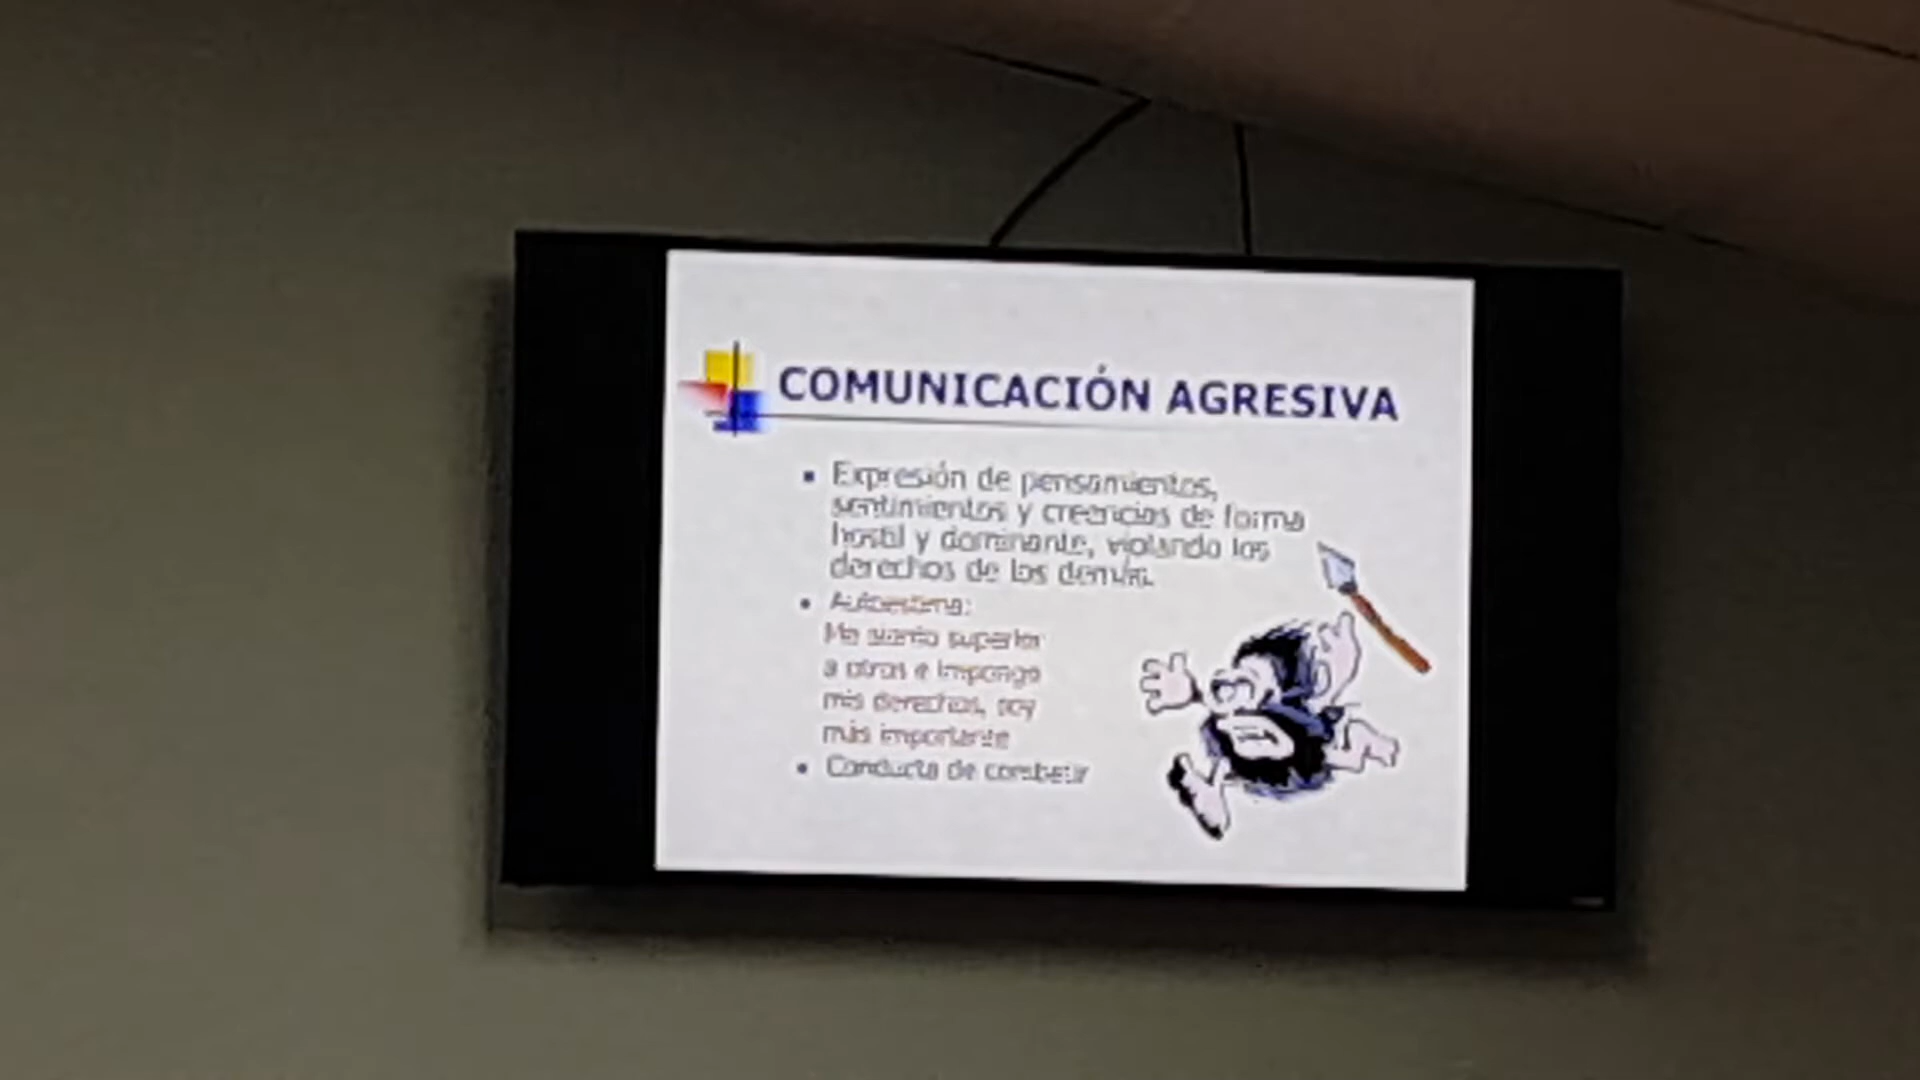 COMUNICACIÓN AGRESIVA
Expresión de pensamientos,
sentimientos y creencias de forma
hostil y dominante, violando los
derechos de los demás.
Autoestima:
Me siento superior
a otros e impongo
mis derechos, soy
más importante
Conducta de combatir